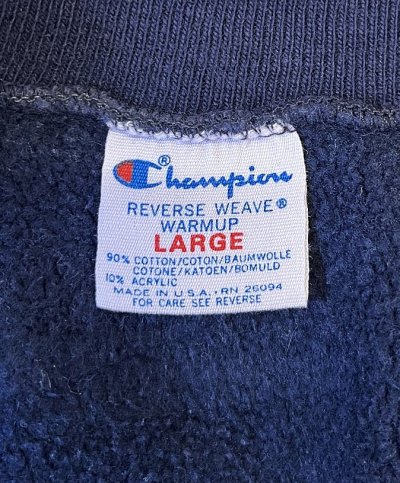 Champion®
REVERSE WEAVE®
WARMUP
LARGE
90% COTTON/COTON/BAUMWOLLE
COTONE/KATOEN/BOMULD
10% ACRYLIC
MADE IN U.S.A., RN 26094
FOR CARE SEE REVERSE